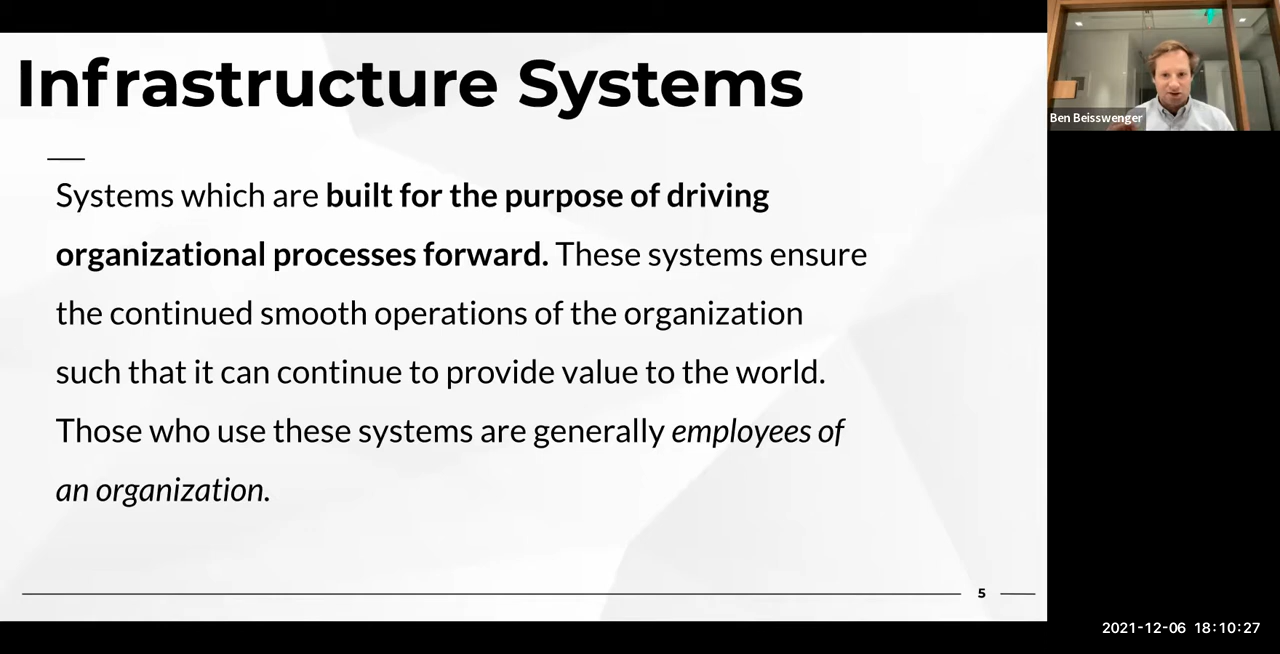 Infrastructure Systems
Systems which are built for the purpose of driving
organizational processes forward. These systems ensure
the continued smooth operations of the organization
such that it can continue to provide value to the world.
Those who use these systems are generally employees of
an organization.
5
Ben Beisswenger
2021-12-06 18:10:27